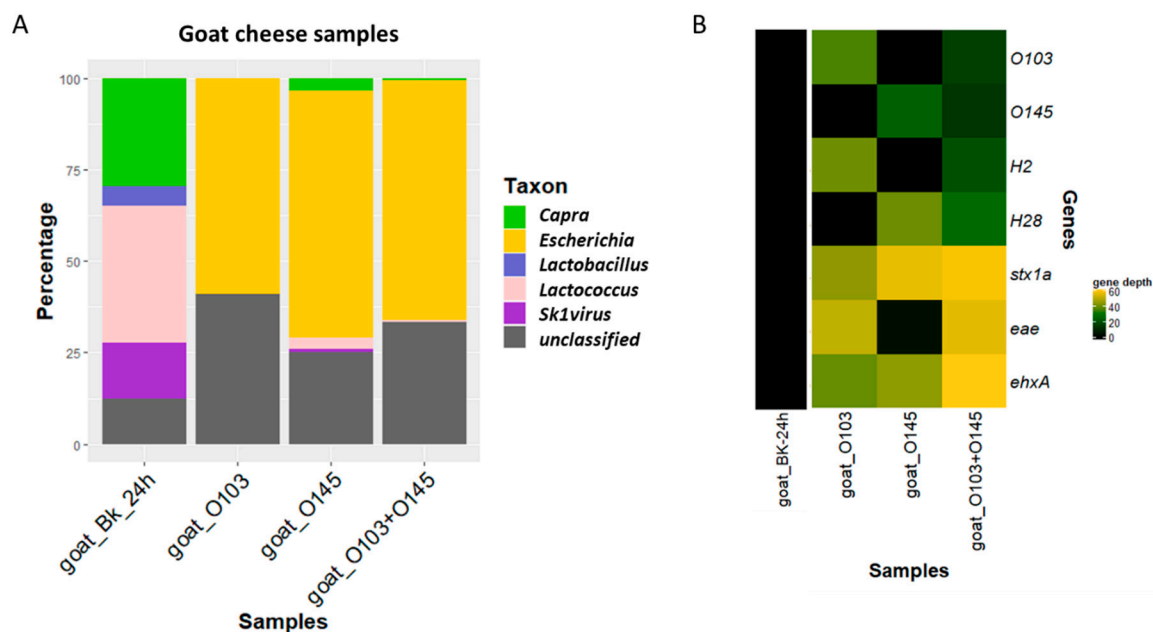 A
Goat cheese samples
100
75
50
25
0
Percentage
goat_Bk_24h
goat_O103
goat_O145
goat_O103+O145
Samples
Taxon
Capra
Escherichia
Lactobacillus
Lactococcus
Sk1virus
unclassified
B
O103
O145
H2
H28
stx1a
eae
ehxA
Genes
goat_BK-24h
goat_O103
goat_O145
goat_O103+O145
Samples
gene depth
60
40
20
0